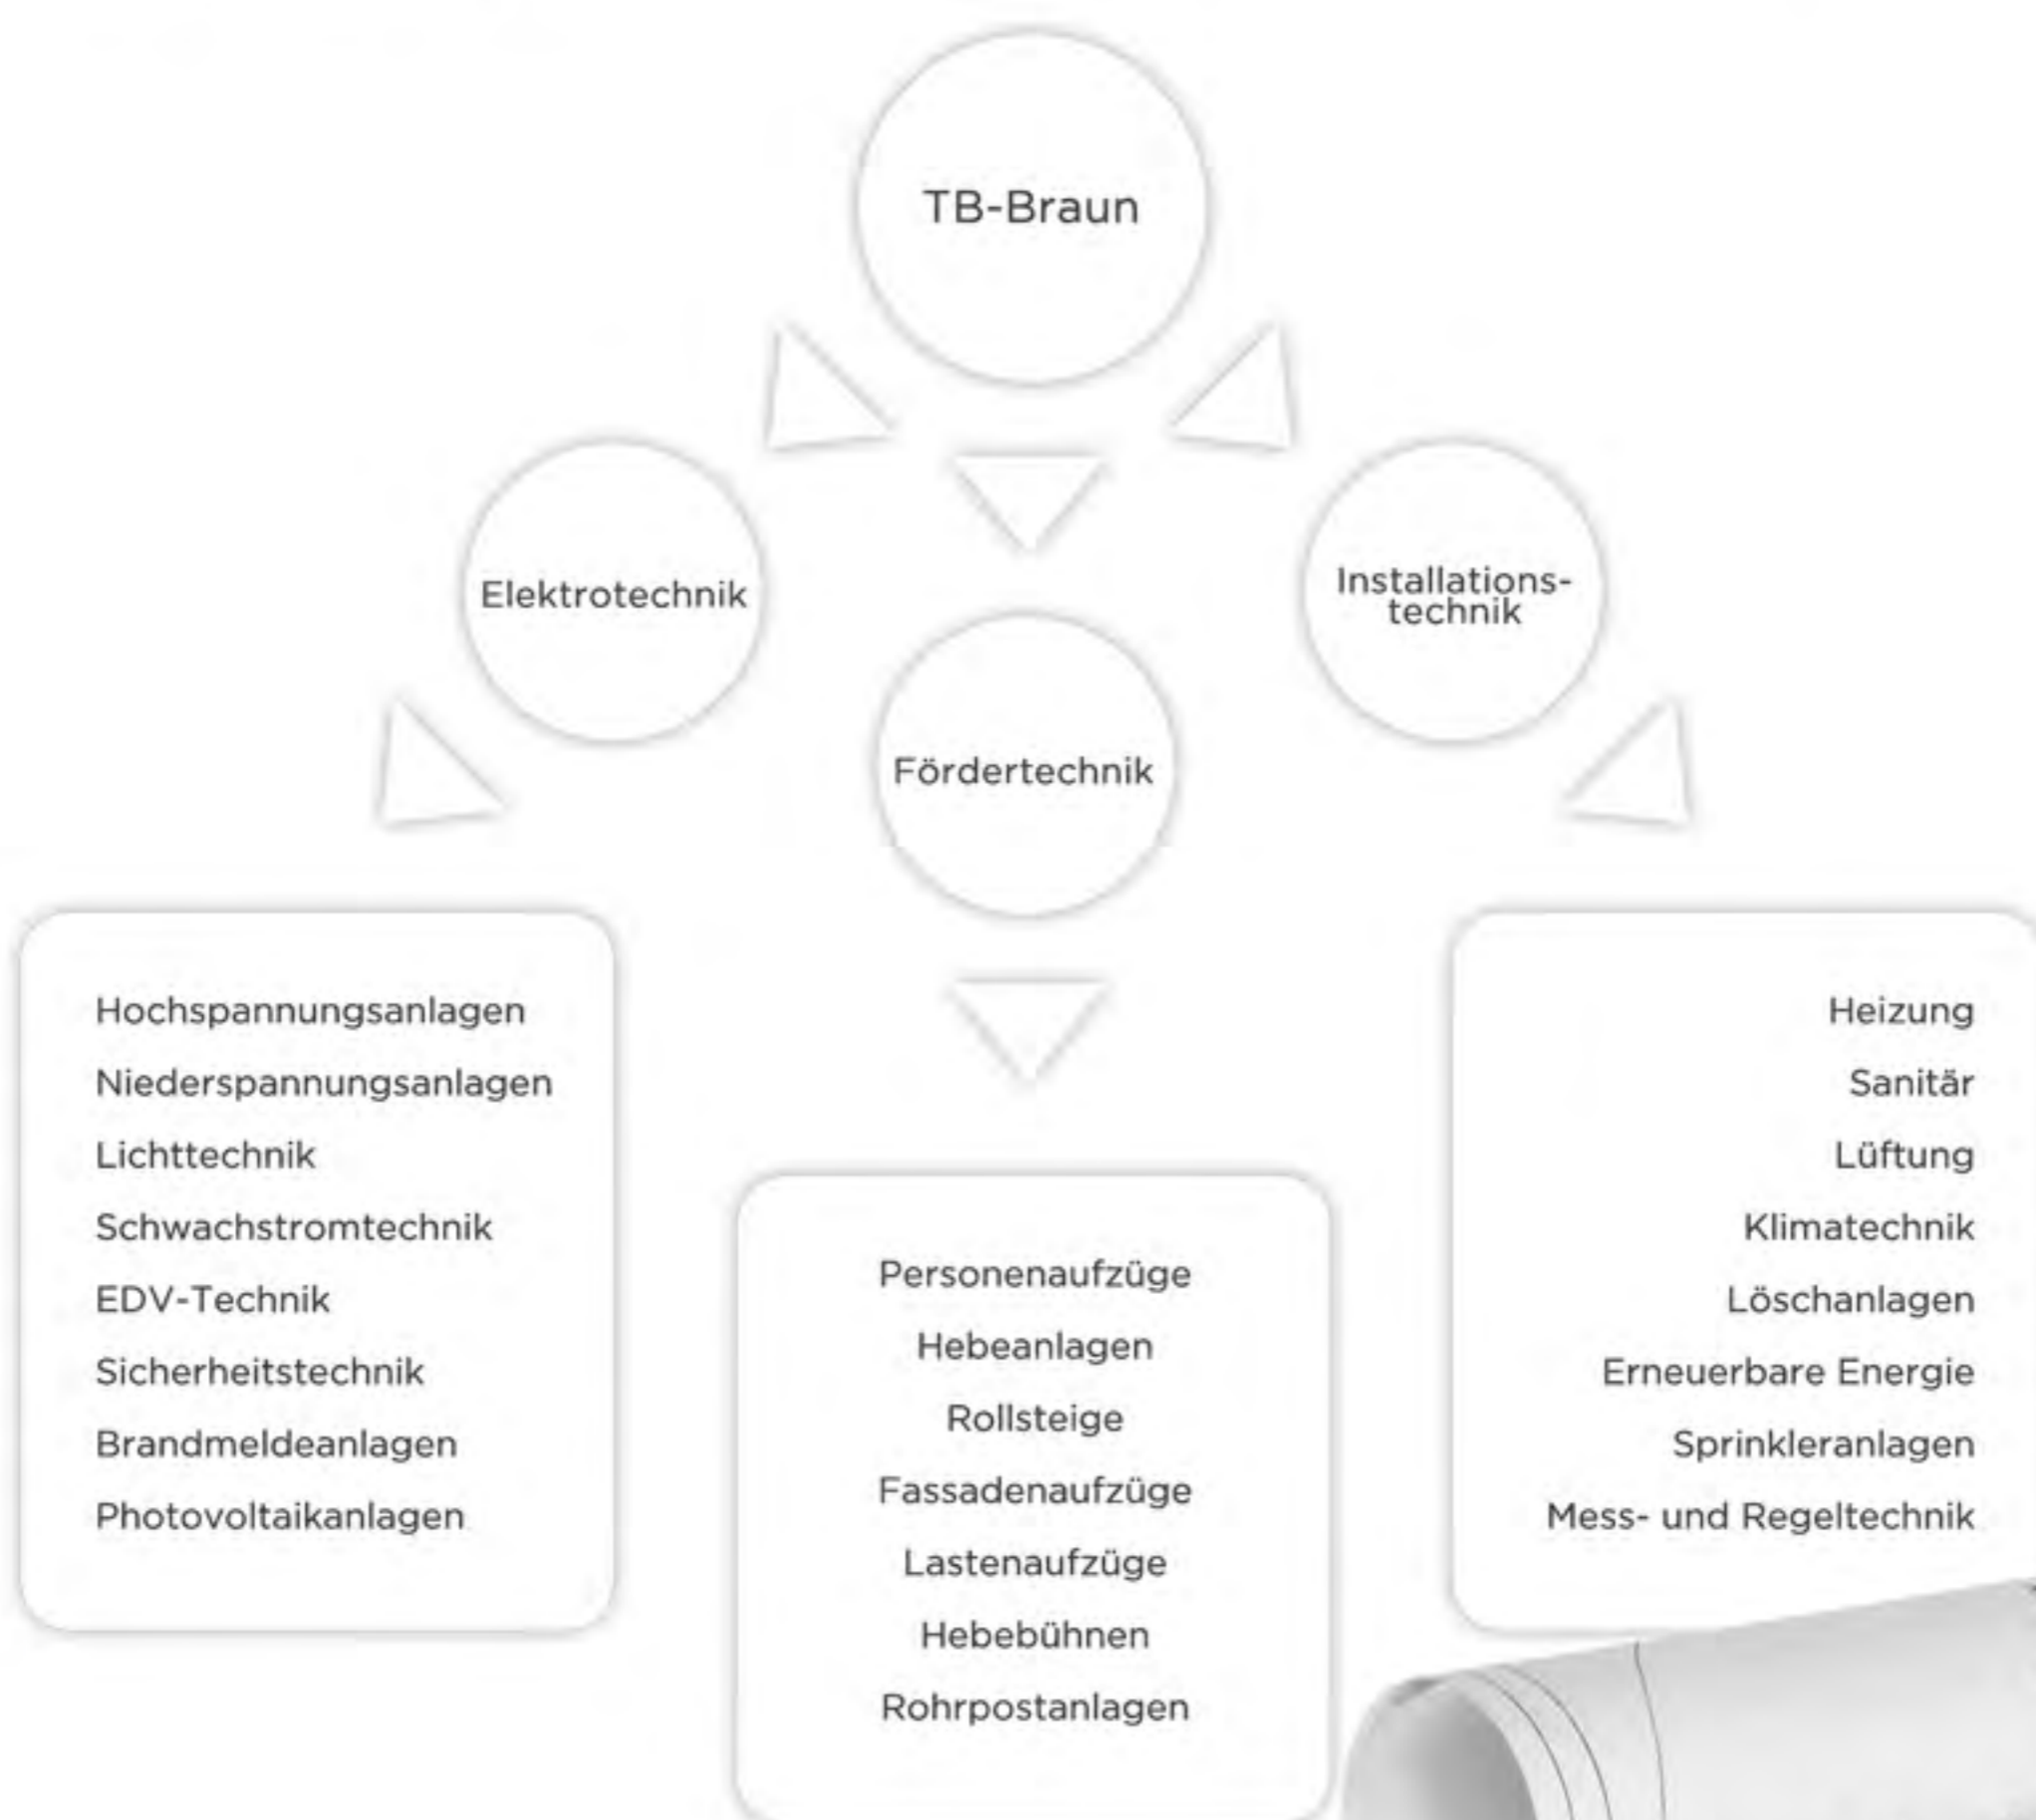 TB-Braun
Elektrotechnik
Fördertechnik
Installations-
technik
Hochspannungsanlagen
Niederspannungsanlagen
Lichttechnik
Schwachstromtechnik
EDV-Technik
Sicherheitstechnik
Brandmeldeanlagen
Photovoltaikanlagen
Personenaufzüge
Hebeanlagen
Rollsteige
Fassadenaufzüge
Lastenaufzüge
Hebebühnen
Rohrpostanlagen
Heizung
Sanitär
Lüftung
Klimatechnik
Löschanlagen
Erneuerbare Energie
Sprinkleranlagen
Mess- und Regeltechnik